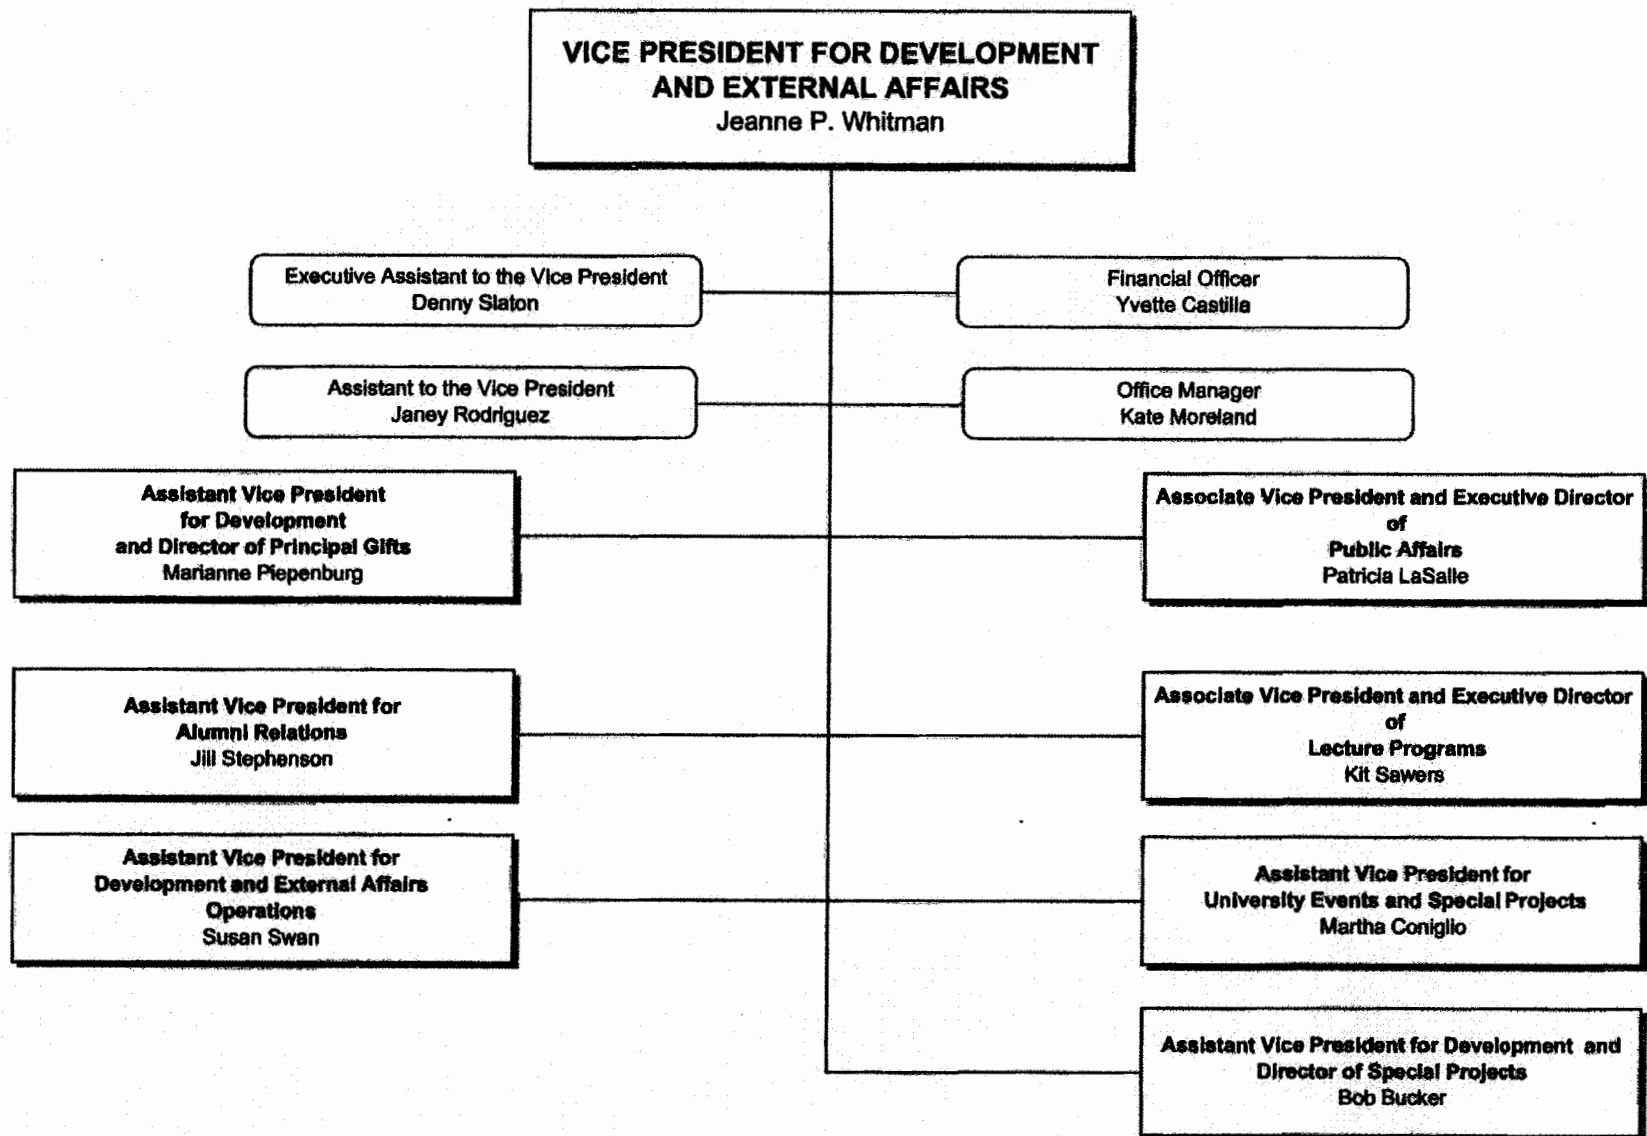 VICE PRESIDENT FOR DEVELOPMENT
AND EXTERNAL AFFAIRS
Jeanne P. Whitman
Executive Assistant to the Vice President
Denny Slaton
Financial Officer
Yvette Castilla
Assistant to the Vice President
Janey Rodriguez
Office Manager
Kate Moreland
Assistant Vice President
for Development
and Director of Principal Gifts
Marianne Piepenburg
Associate Vice President and Executive Director
of
Public Affairs
Patricia LaSalle
Assistant Vice President for
Alumni Relations
Jill Stephenson
Associate Vice President and Executive Director
of
Lecture Programs
Kit Sawers
Assistant Vice President for
Development and External Affairs
Operations
Susan Swan
Assistant Vice President for
University Events and Special Projects
Martha Coniglio
Assistant Vice President for Development and
Director of Special Projects
Bob Bucker